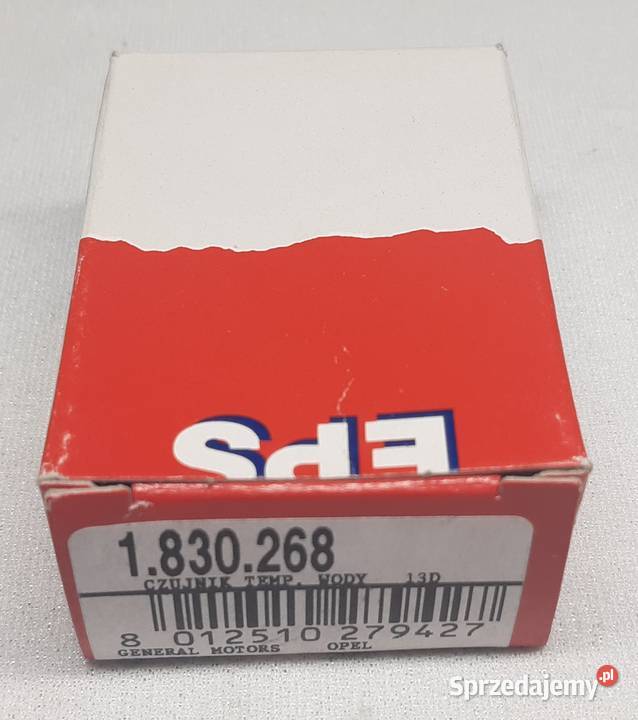 EPS
1.830.268
CZUJNIK TEMP. WODY 13D
8 012510 279427
GENERAL MOTORS OPEL
Sprzedajemy.pl